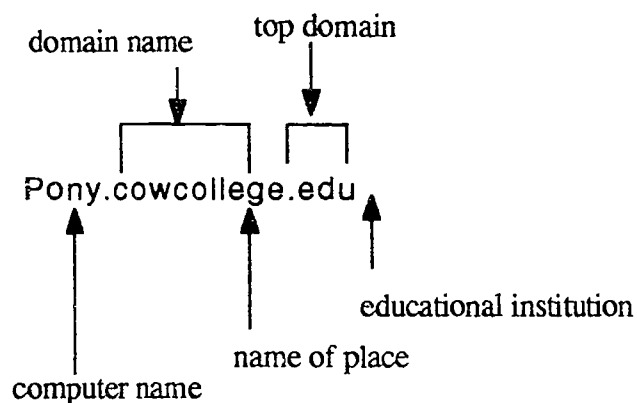 top domain
domain name
Pony.cowcollege.edu
educational institution
name of place
computer name